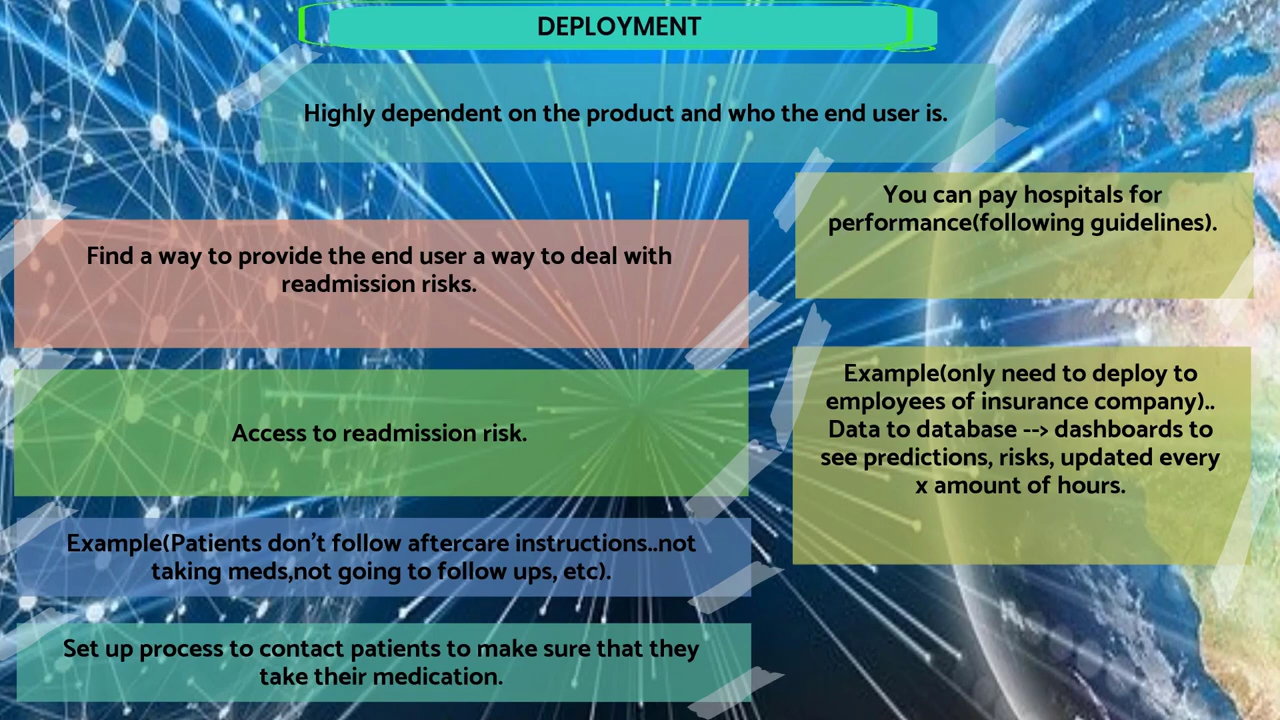 DEPLOYMENT
Highly dependent on the product and who the end user is.
Find a way to provide the end user a way to deal with
readmission risks.
Access to readmission risk.
Example(Patients don't follow aftercare instructions..not
taking meds,not going to follow ups, etc).
Set up process to contact patients to make sure that they
take their medication.
You can pay hospitals for
performance(following guidelines).
Example(only need to deploy to
employees of insurance company)..
Data to database --> dashboards to
see predictions, risks, updated every
x amount of hours.